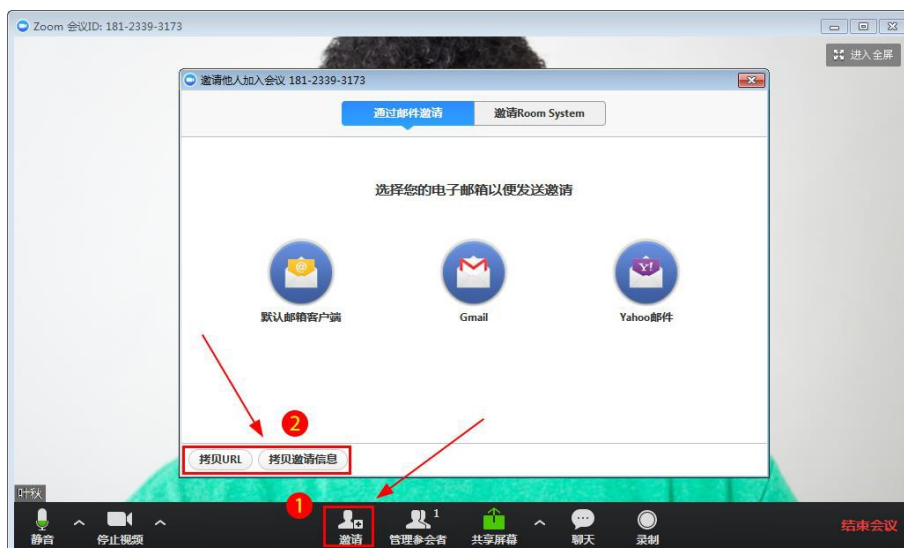 Zoom 会议ID: 181-2339-3173
进入全屏
邀请他人加入会议 181-2339-3173
通过邮件邀请 邀请Room System
选择您的电子邮箱以便发送邀请
默认邮箱客户端 Gmail Yahoo邮件
2
拷贝URL 拷贝邀请信息
叶秋
1
静音 停止视频 邀请 管理参会者 1 共享屏幕 聊天 录制 结束会议